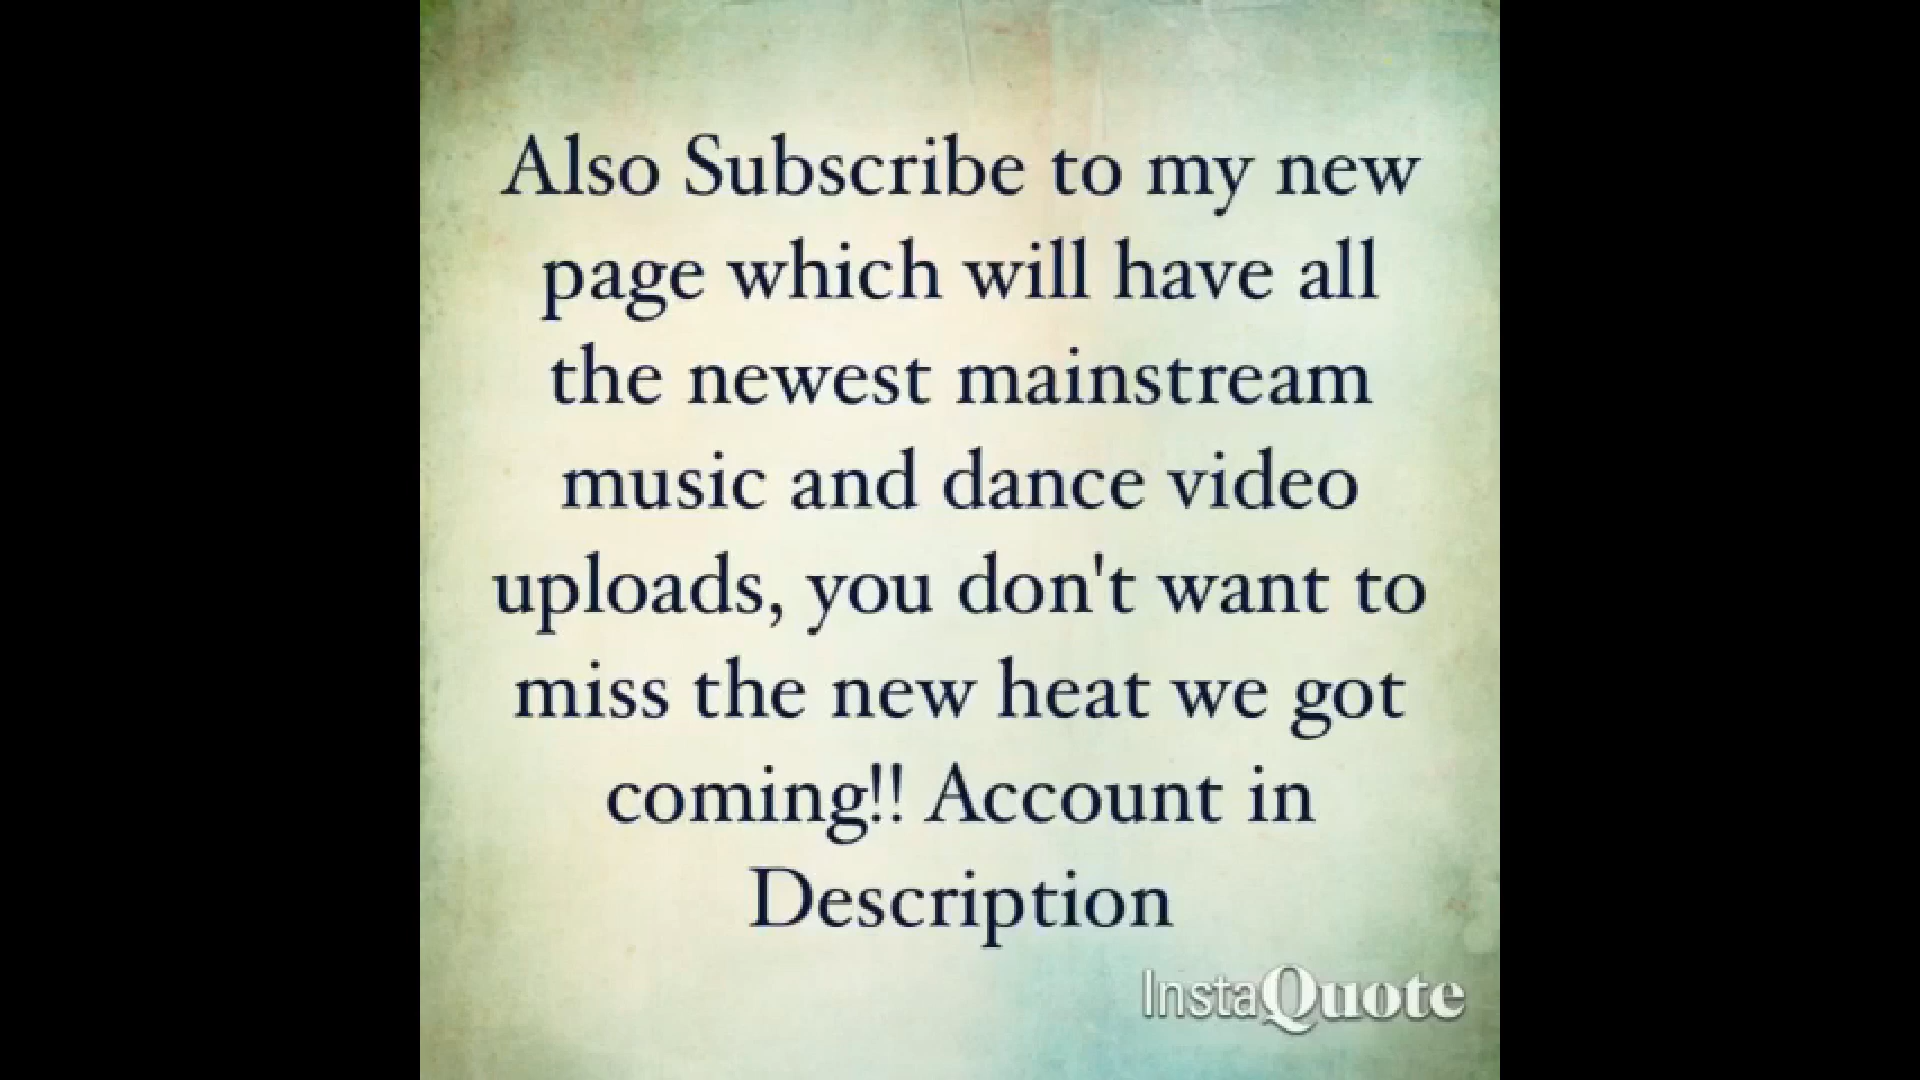 Also Subscribe to my new
page which will have all
the newest mainstream
music and dance video
uploads, you don't want to
miss the new heat we got
coming!! Account in
Description
InstaQuote